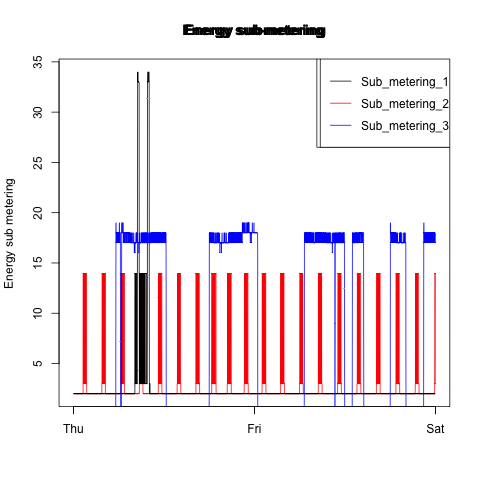 Energy sub metering
35
30
25
20
15
10
5
Energy sub metering
Sub_metering_1
Sub_metering_2
Sub_metering_3
Thu
Fri
Sat